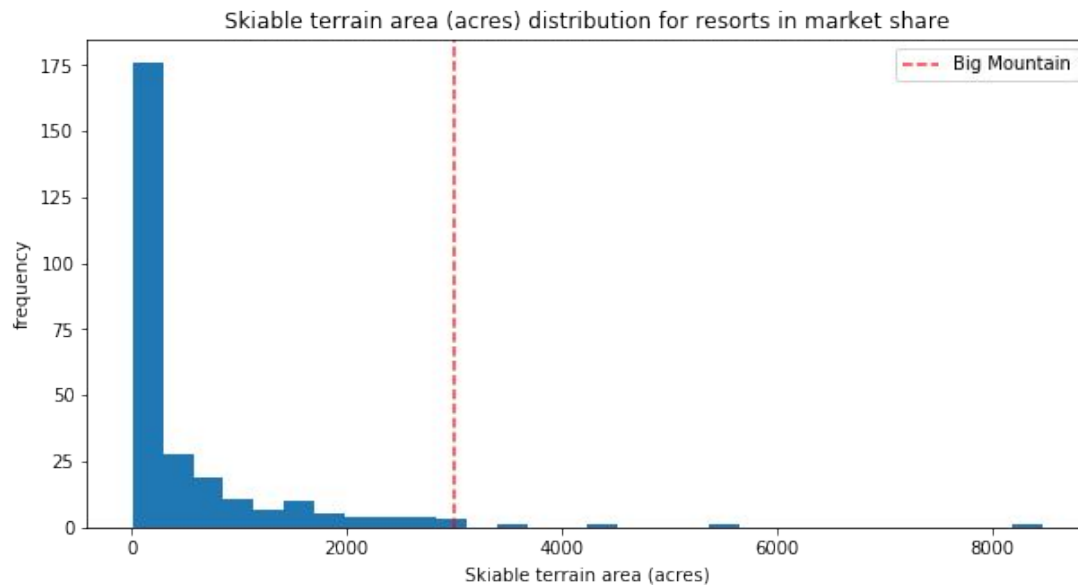 Skiable terrain area (acres) distribution for resorts in market share
Big Mountain
175
150
125
100
75
50
25
0
frequency
0 2000 4000 6000 8000
Skiable terrain area (acres)